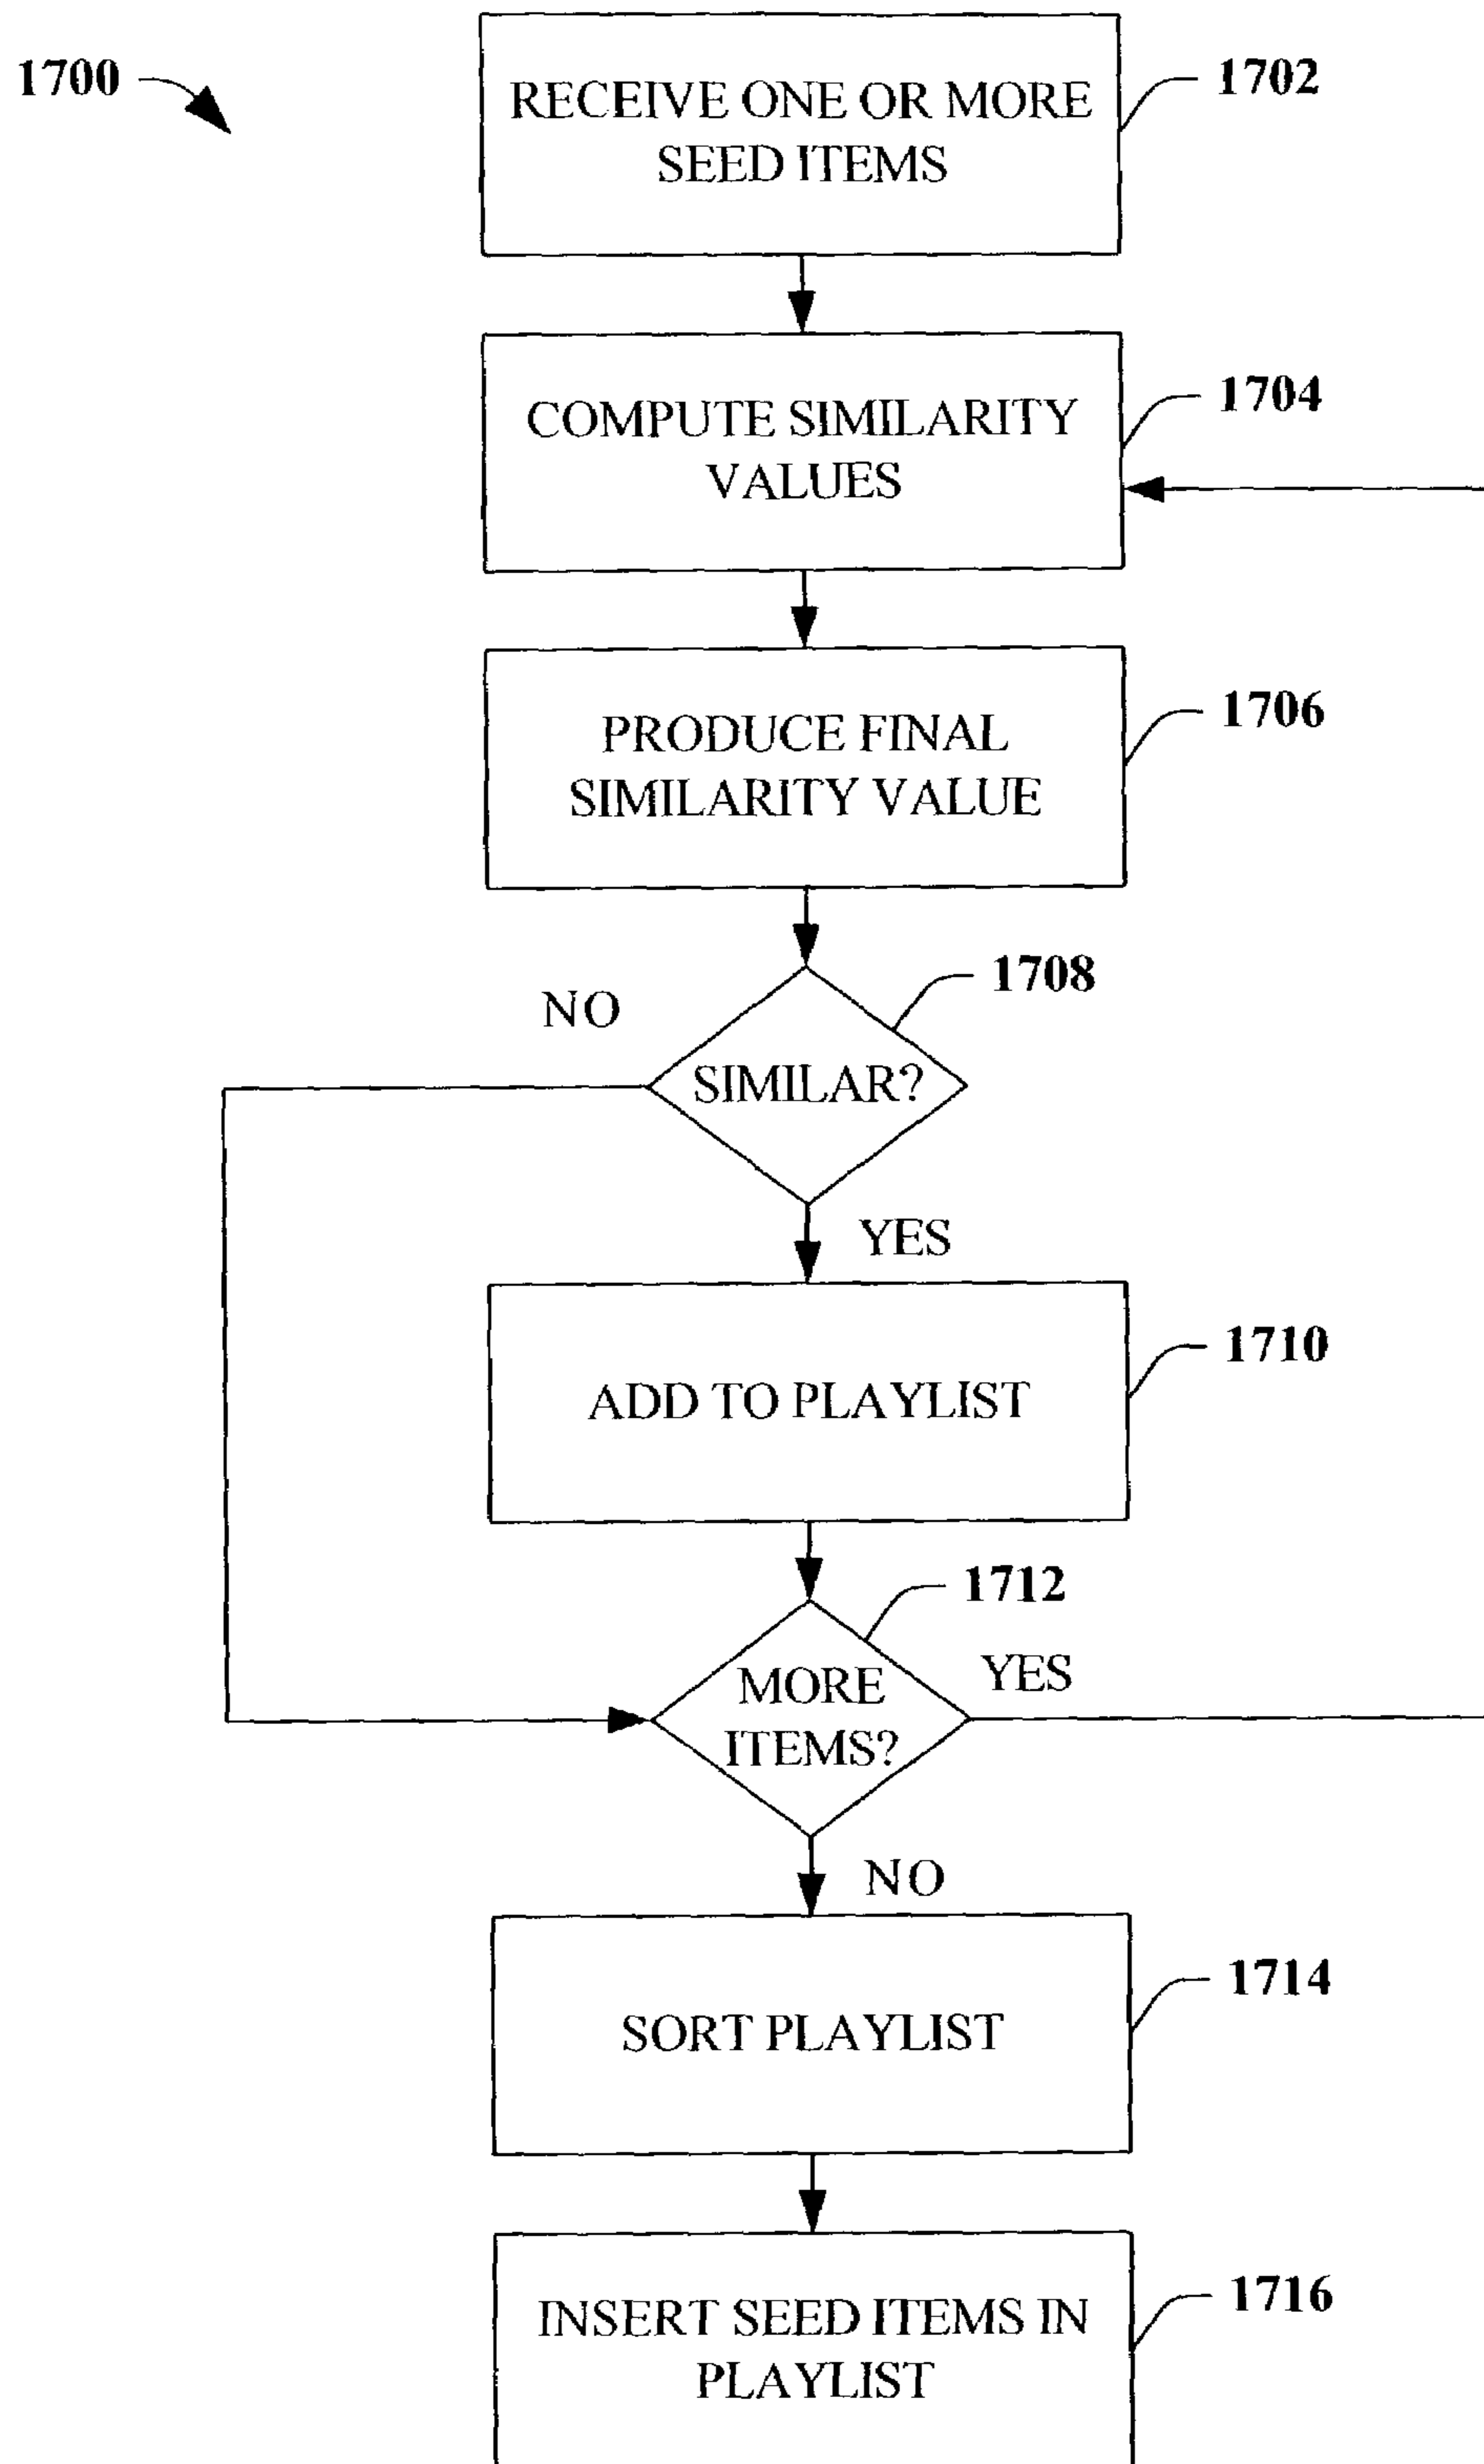 1700
RECEIVE ONE OR MORE
SEED ITEMS
1702
COMPUTE SIMILARITY
VALUES
1704
PRODUCE FINAL
SIMILARITY VALUE
1706
1708
NO
SIMILAR?
YES
ADD TO PLAYLIST
1710
1712
MORE
ITEMS?
YES
NO
SORT PLAYLIST
1714
INSERT SEED ITEMS IN
PLAYLIST
1716